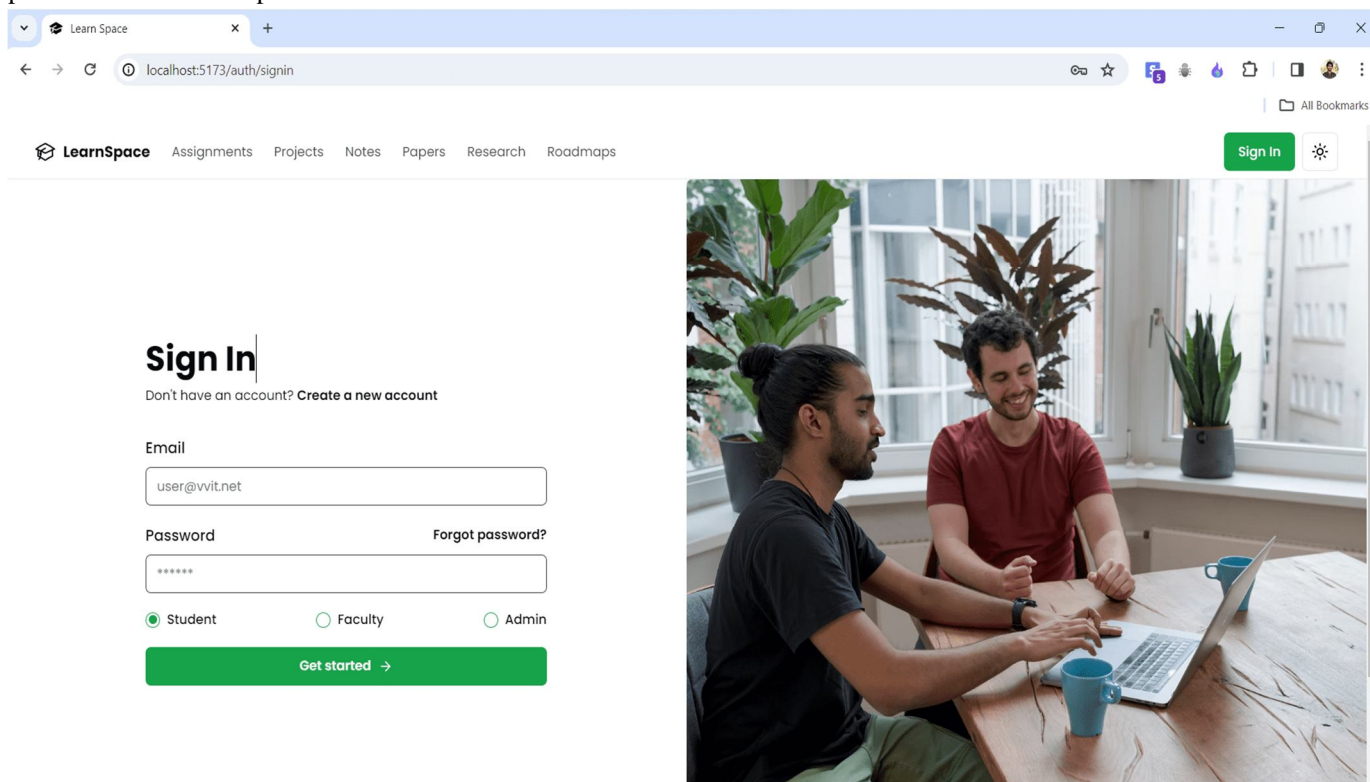 Learn Space
localhost:5173/auth/signin
5
All Bookmarks
LearnSpace Assignments Projects Notes Papers Research Roadmaps Sign In
Sign In
Don't have an account? Create a new account
Email
user@vvit.net
Password Forgot password?
******
Student Faculty Admin
Get started →